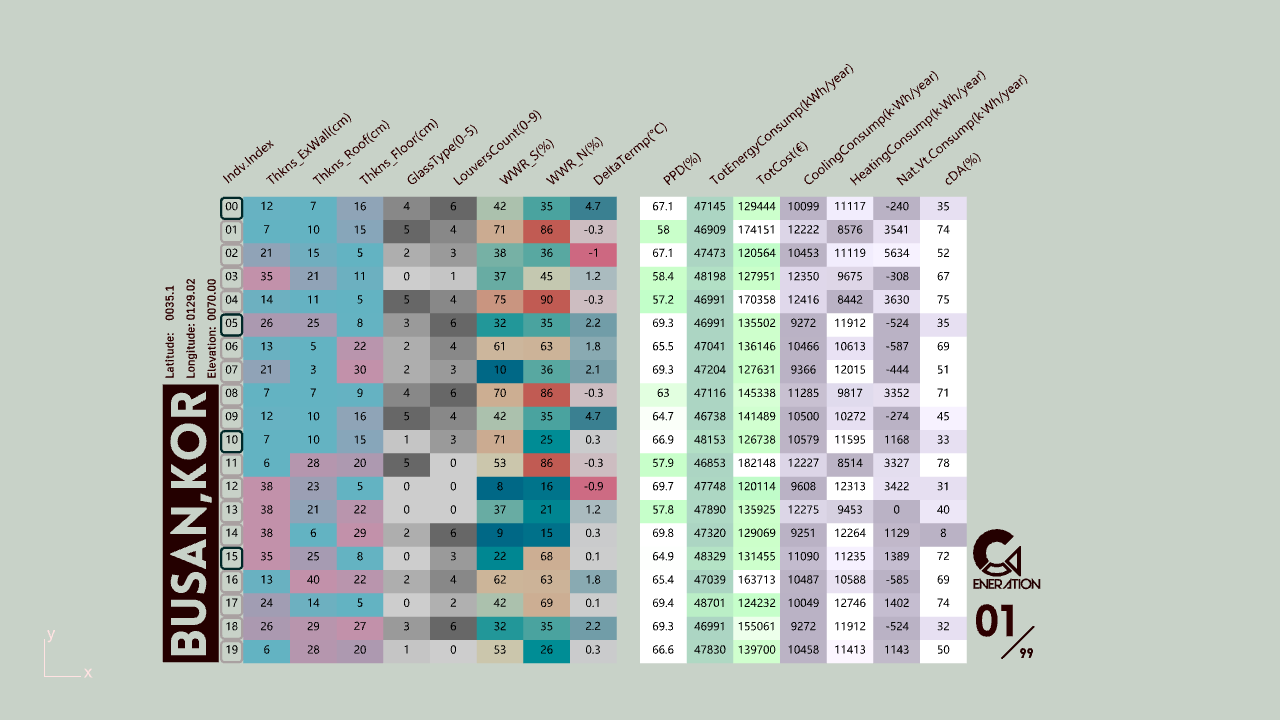 Indv.Index Thkns_ExWall(cm) Thkns_Roof(cm) Thkns_Floor(cm) GlassType(0-5) LouversCount(0-9) WWR_S(%) WWR_N(%) DeltaTermp(°C) PPD(%) TotEnergyConsump(kWh/year) TotCost(€) CoolingConsump(k·Wh/year) HeatingConsump(k·Wh/year) Nat.Vt.Consump(k·Wh/year) cDA(%)
00 12 7 16 4 6 42 35 4.7 67.1 47145 129444 10099 11117 -240 35
01 7 10 15 5 4 71 86 -0.3 58 46909 174151 12222 8576 3541 74
02 21 15 5 2 3 38 36 -1 67.1 47473 120564 10453 11119 5634 52
03 35 21 11 0 1 37 45 1.2 58.4 48198 127951 12350 9675 -308 67
04 14 11 5 5 4 75 90 -0.3 57.2 46991 170358 12416 8442 3630 75
05 26 25 8 3 6 32 35 2.2 69.3 46991 135502 9272 11912 -524 35
06 13 5 22 2 4 61 63 1.8 65.5 47041 136146 10466 10613 -587 69
07 21 3 30 2 3 10 36 2.1 69.3 47204 127631 9366 12015 -444 51
08 7 7 9 4 6 70 86 -0.3 63 47116 145338 11285 9817 3352 71
09 12 10 16 5 4 42 35 4.7 64.7 46738 141489 10500 10272 -274 45
10 7 10 15 1 3 71 25 0.3 66.9 48153 126738 10579 11595 1168 33
11 6 28 20 5 0 53 86 -0.3 57.9 46853 182148 12227 8514 3327 78
12 38 23 5 0 0 8 16 -0.9 69.7 47748 120114 9608 12313 3422 31
13 38 21 22 0 0 37 21 1.2 57.8 47890 135925 12275 9453 0 40
14 38 6 29 2 6 9 15 0.3 69.8 47320 129069 9251 12264 1129 8
15 35 25 8 0 3 22 68 0.1 64.9 48329 131455 11090 11235 1389 72
16 13 40 22 2 4 62 63 1.8 65.4 47039 163713 10487 10588 -585 69
17 24 14 5 0 2 42 69 0.1 69.4 48701 124232 10049 12746 1402 74
18 26 29 27 3 6 32 35 2.2 69.3 46991 155061 9272 11912 -524 32
19 6 28 20 1 0 53 26 0.3 66.6 47830 139700 10458 11413 1143 50
BUSAN,KOR
Latitude: 0035.1
Longitude: 0129.02
Elevation: 0070.00
GENERATION
01/99
y
x